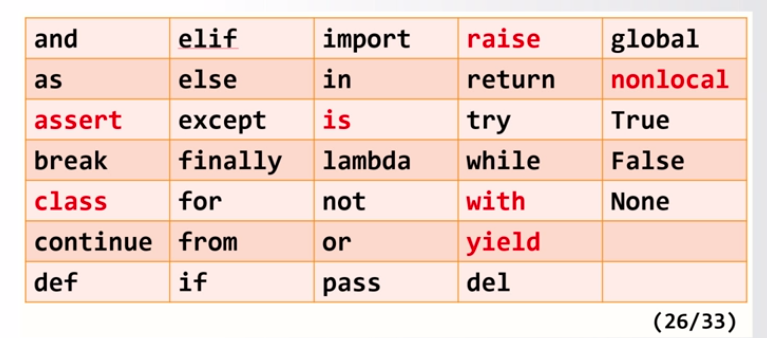 and elif import raise global
as else in return nonlocal
assert except is try True
break finally lambda while False
class for not with None
continue from or yield
def if pass del
(26/33)